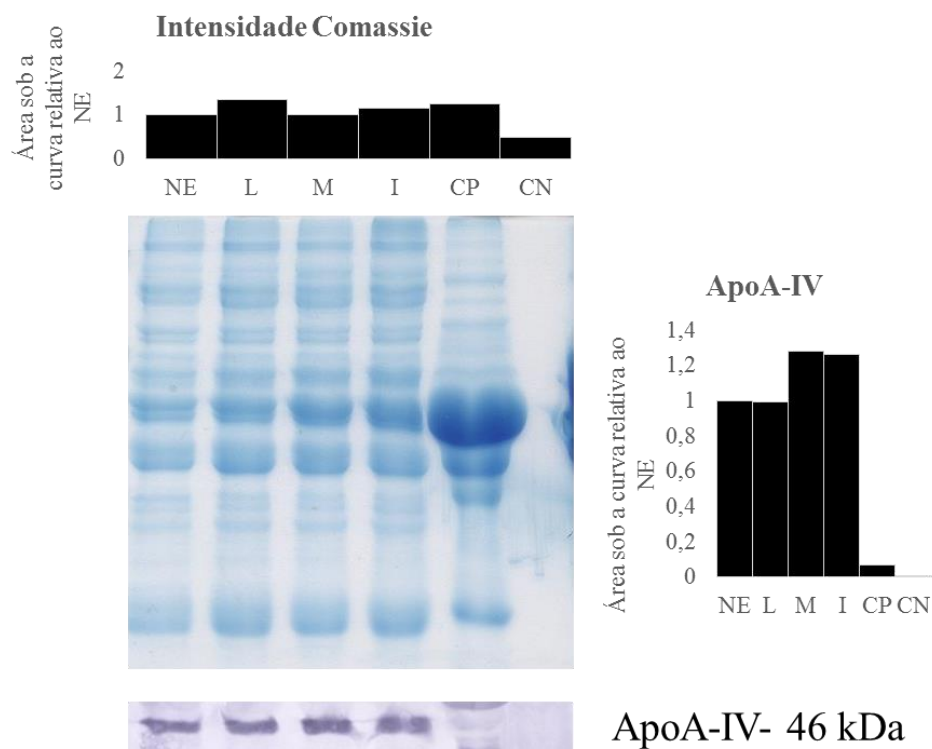 Intensidade Comassie
Área sob a
curva relativo ao
NE
2
1
0
NE L M I CP CN
ApoA-IV
Área sob a curva relativa ao
NE
1,4
1,2
1
0,8
0,6
0,4
0,2
0
NE L M I CP CN
ApoA-IV- 46 kDa